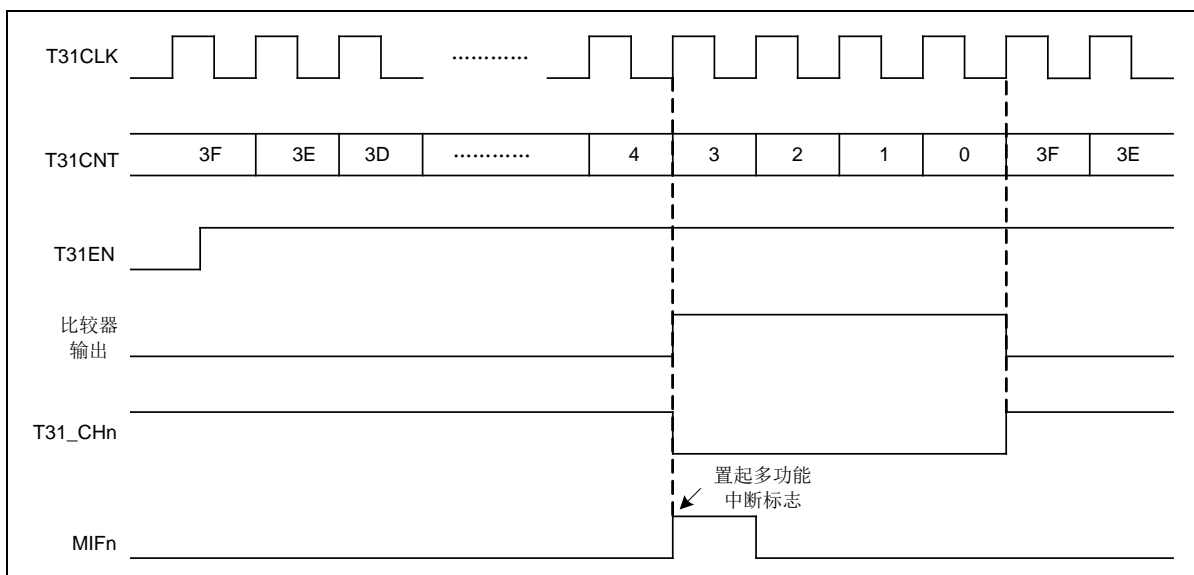 T31CLK
…………
T31CNT
3F 3E 3D ………… 4 3 2 1 0 3F 3E
T31EN
比较器
输出
T31_CHn
置起多功能
中断标志
MIFn